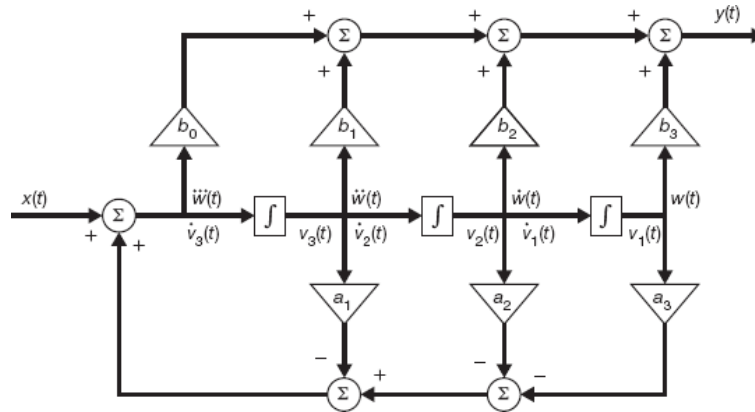 y(t)
+ + +
Σ Σ Σ
+ + +
b₀ b₁ b₂ b₃
x(t) w⃛(t) ẅ(t) ẇ(t) w(t)
Σ ∫ ∫ ∫
+ + v̇₃(t) v₃(t) v̇₂(t) v₂(t) v̇₁(t) v₁(t)
a₁ a₂ a₃
− − −
+
Σ Σ